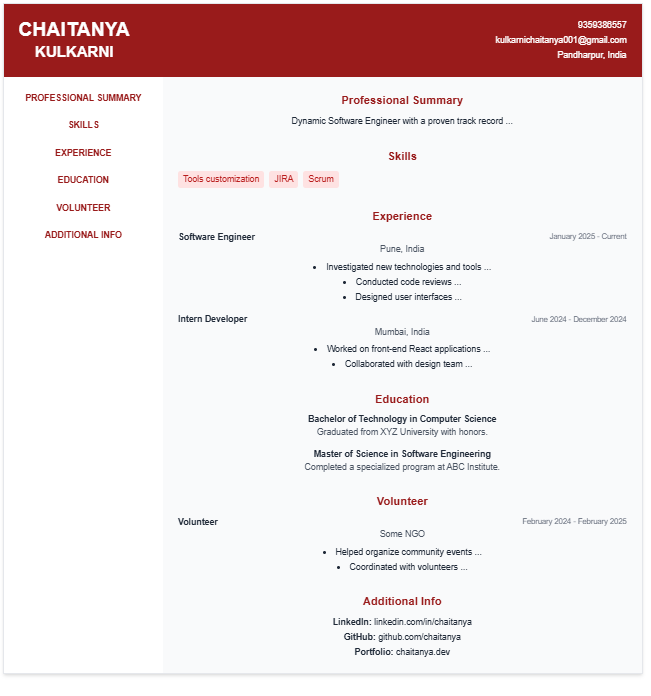 CHAITANYA
KULKARNI
9359386557
kulkarnichaitanya001@gmail.com
Pandharpur, India
PROFESSIONAL SUMMARY
SKILLS
EXPERIENCE
EDUCATION
VOLUNTEER
ADDITIONAL INFO
Professional Summary
Dynamic Software Engineer with a proven track record ...
Skills
Tools customization JIRA Scrum
Experience
Software Engineer January 2025 - Current
Pune, India
• Investigated new technologies and tools ...
• Conducted code reviews ...
• Designed user interfaces ...
Intern Developer June 2024 - December 2024
Mumbai, India
• Worked on front-end React applications ...
• Collaborated with design team ...
Education
Bachelor of Technology in Computer Science
Graduated from XYZ University with honors.
Master of Science in Software Engineering
Completed a specialized program at ABC Institute.
Volunteer
Volunteer February 2024 - February 2025
Some NGO
• Helped organize community events ...
• Coordinated with volunteers ...
Additional Info
LinkedIn: linkedin.com/in/chaitanya
GitHub: github.com/chaitanya
Portfolio: chaitanya.dev